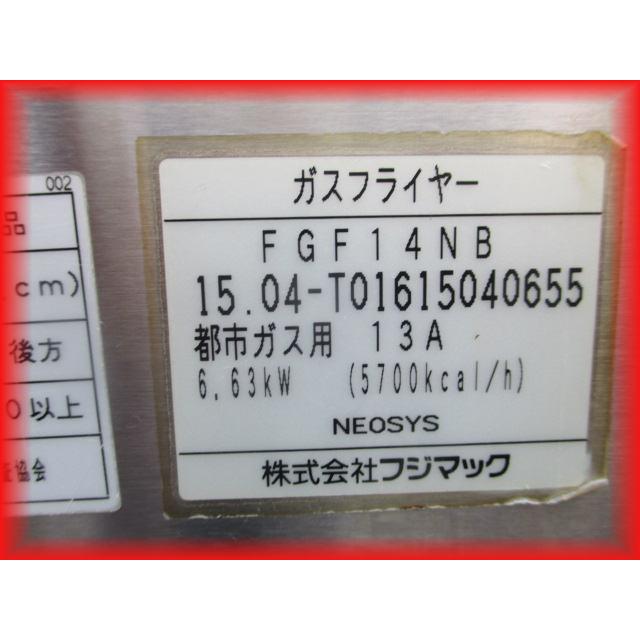 002
品
cm)
後方
0以上
協会
ガスフライヤー
FGF14NB
15.04-T01615040655
都市ガス用 13A
6.63kW (5700kcal/h)
NEOSYS
株式会社フジマック